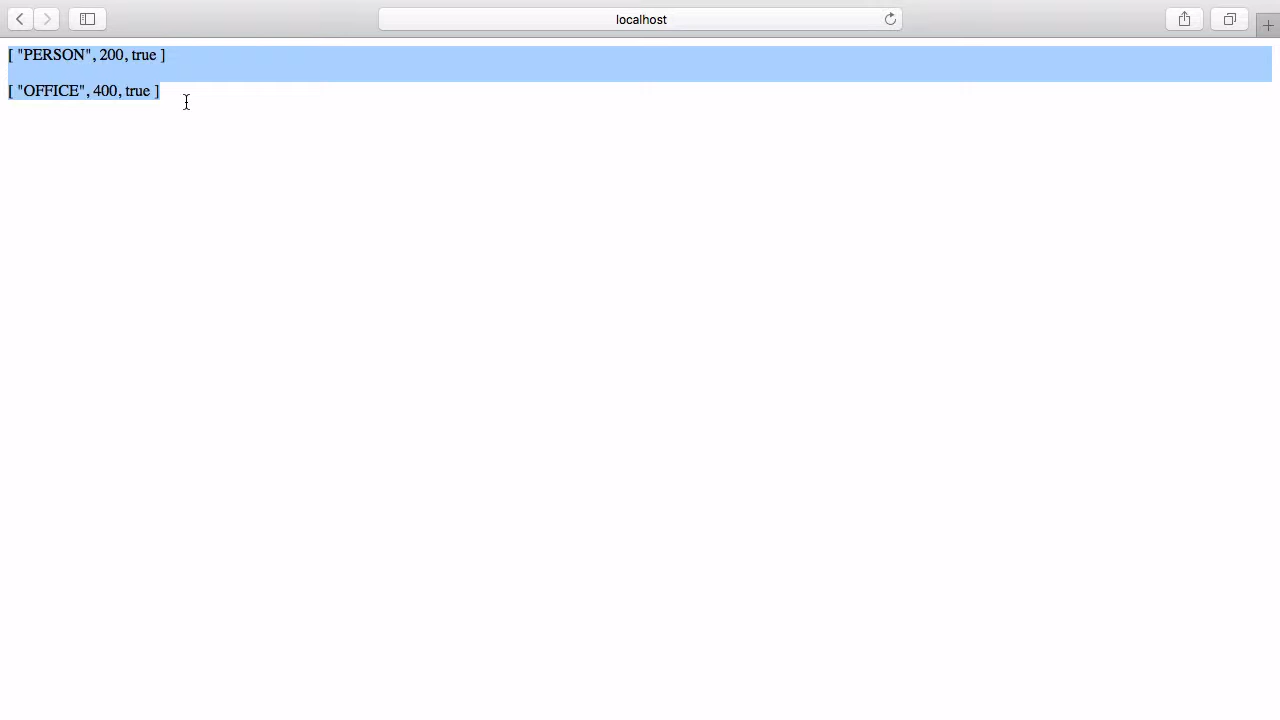 localhost
[ "PERSON", 200, true ]
[ "OFFICE", 400, true ]